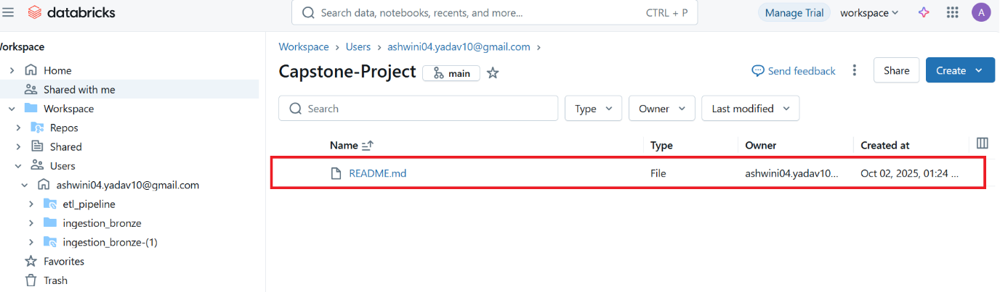 databricks
Search data, notebooks, recents, and more... CTRL + P
Manage Trial
workspace
A
Workspace
Home
Shared with me
Workspace
Repos
Shared
Users
ashwini04.yadav10@gmail.com
etl_pipeline
ingestion_bronze
ingestion_bronze-(1)
Favorites
Trash
Workspace > Users > ashwini04.yadav10@gmail.com >
Capstone-Project main
Send feedback
Share
Create
Search
Type
Owner
Last modified
Name Type Owner Created at
README.md File ashwini04.yadav10... Oct 02, 2025, 01:24 ...